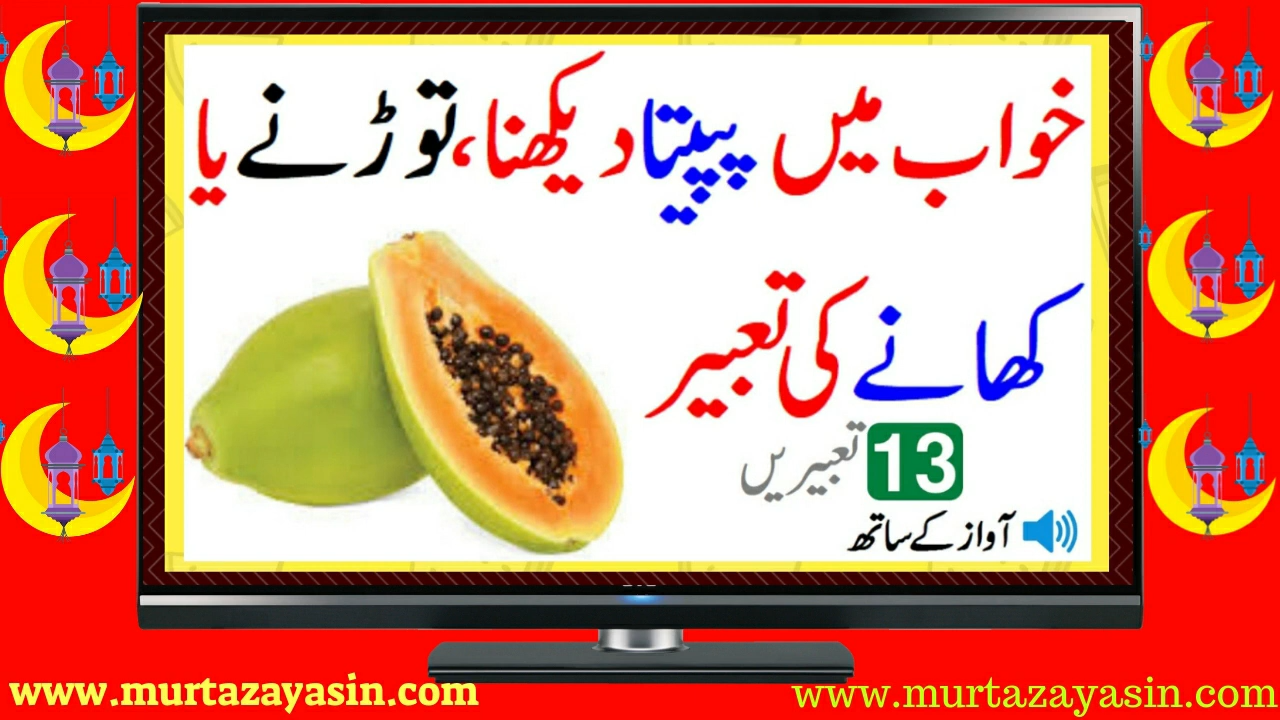 خواب میں پپیتا دیکھنا، توڑنے یا
کھانے کی تعبیر
13 تعبیریں
آواز کے ساتھ
www.murtazayasin.com
www.murtazayasin.com